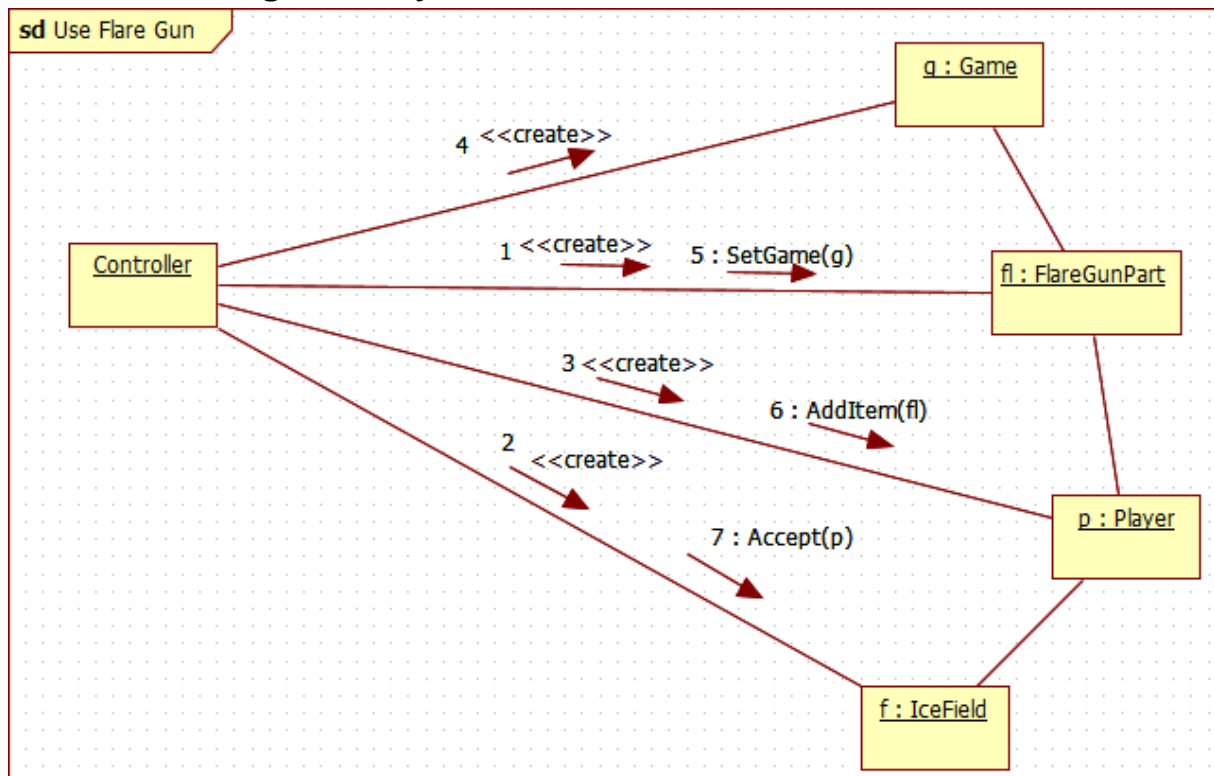 sd Use Flare Gun
g : Game
4 <<create>>
Controller
1 <<create>>
5 : SetGame(g)
fl : FlareGunPart
3 <<create>>
6 : AddItem(fl)
2 <<create>>
7 : Accept(p)
p : Player
f : IceField